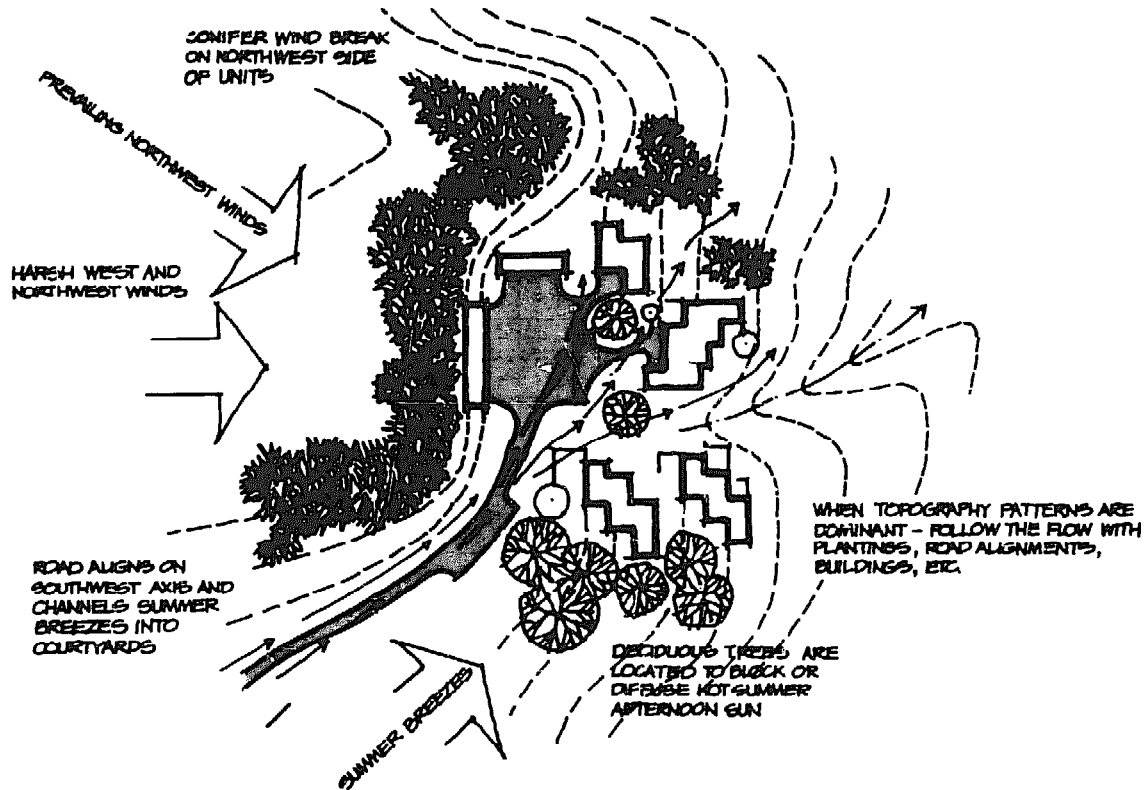 CONIFER WIND BREAK
ON NORTHWEST SIDE
OF UNITS
PREVAILING NORTHWEST WINDS
HARSH WEST AND
NORTHWEST WINDS
WHEN TOPOGRAPHY PATTERNS ARE
DOMINANT - FOLLOW THE FLOW WITH
PLANTINGS, ROAD ALIGNMENTS,
BUILDINGS, ETC.
ROAD ALIGNS ON
SOUTHWEST AXIS AND
CHANNELS SUMMER
BREEZES INTO
COURTYARDS
DECIDUOUS TREES ARE
LOCATED TO BLOCK OR
DIFFUSE HOT SUMMER
AFTERNOON SUN
SUMMER BREEZES